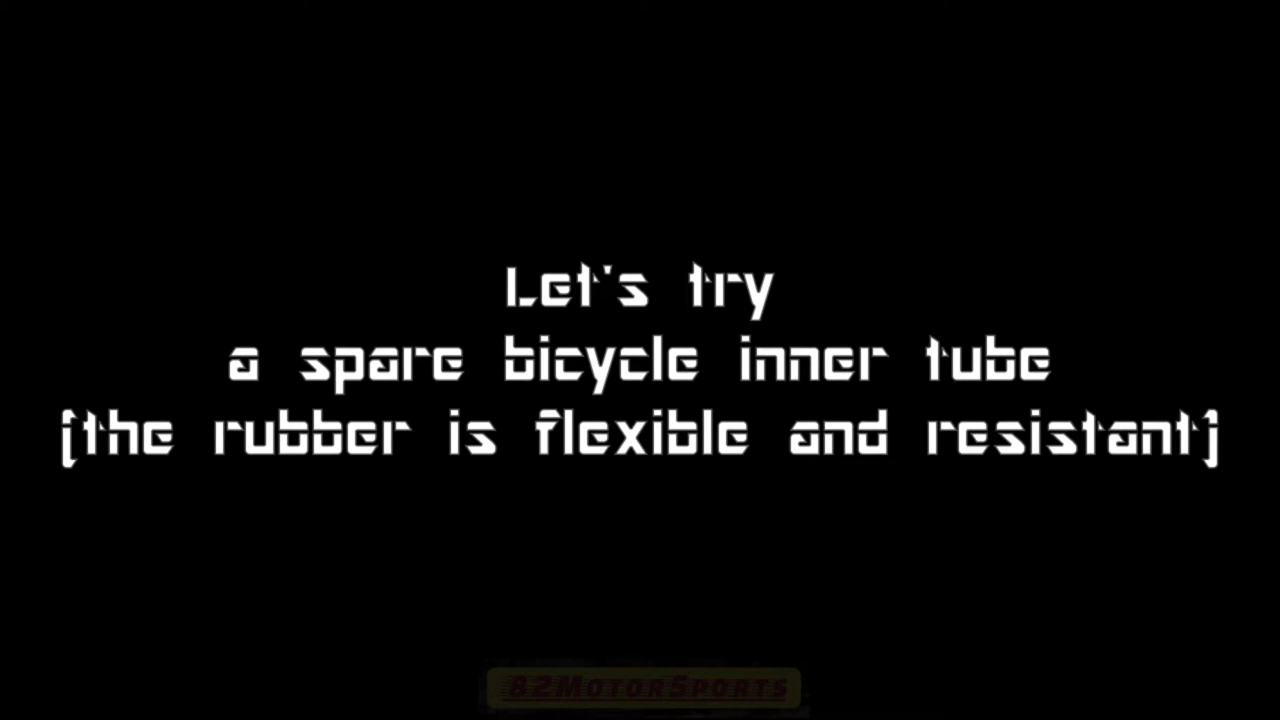 Let's try
a spare bicycle inner tube
(the rubber is flexible and resistant)
82MotorSports